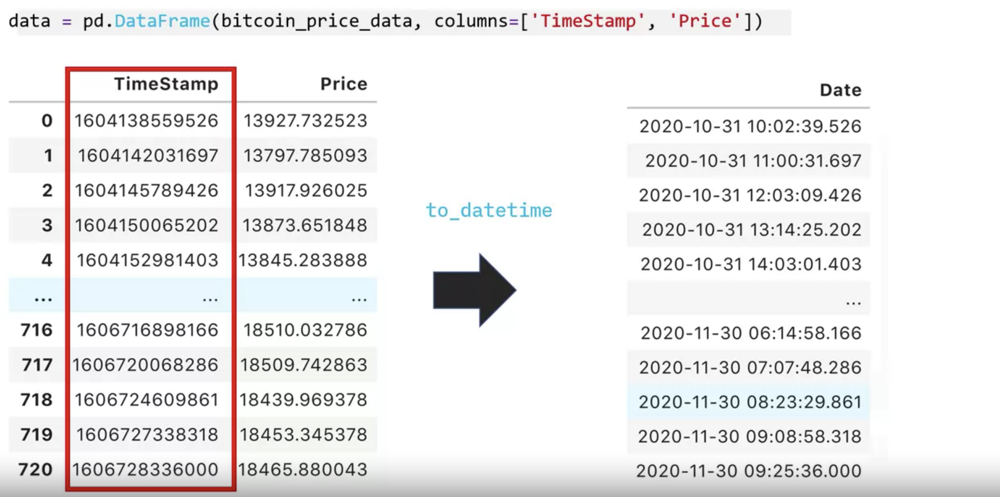 data = pd.DataFrame(bitcoin_price_data, columns=['TimeStamp', 'Price'])
TimeStamp Price
0 1604138559526 13927.732523
1 1604142031697 13797.785093
2 1604145789426 13917.926025
3 1604150065202 13873.651848
4 1604152981403 13845.283888
... ... ...
716 1606716898166 18510.032786
717 1606720068286 18509.742863
718 1606724609861 18439.969378
719 1606727338318 18453.345378
720 1606728336000 18465.880043
to_datetime
Date
2020-10-31 10:02:39.526
2020-10-31 11:00:31.697
2020-10-31 12:03:09.426
2020-10-31 13:14:25.202
2020-10-31 14:03:01.403
...
2020-11-30 06:14:58.166
2020-11-30 07:07:48.286
2020-11-30 08:23:29.861
2020-11-30 09:08:58.318
2020-11-30 09:25:36.000